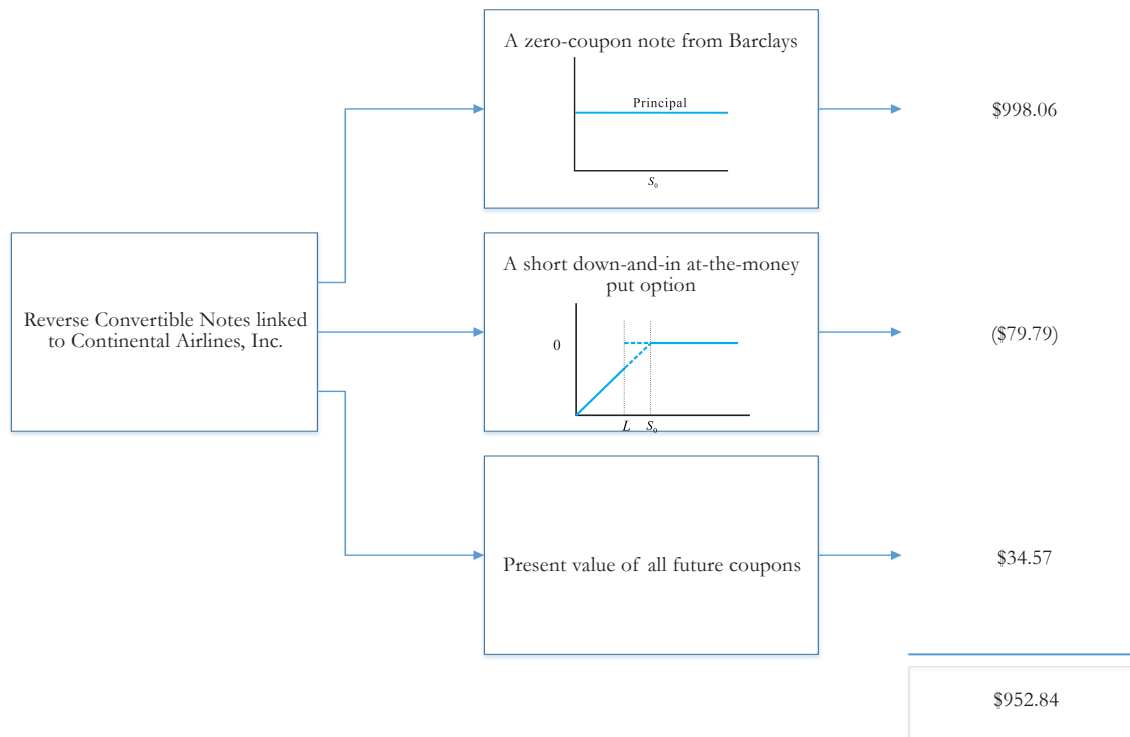 A zero-coupon note from Barclays
Principal
S₀
$998.06
Reverse Convertible Notes linked
to Continental Airlines, Inc.
A short down-and-in at-the-money
put option
0
L S₀
($79.79)
Present value of all future coupons
$34.57
$952.84